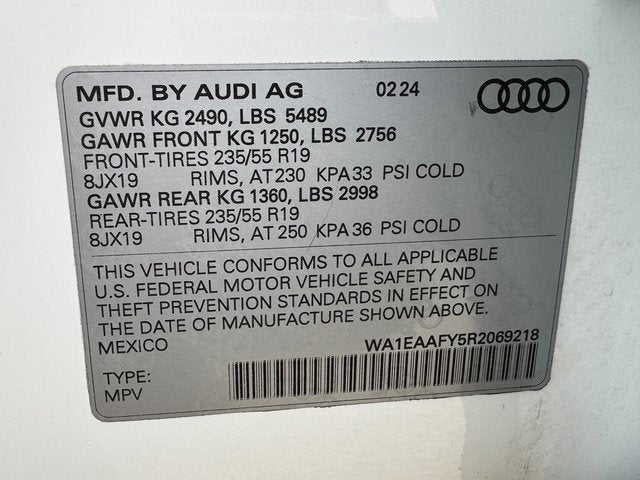 MFD. BY AUDI AG 02 24
GVWR KG 2490, LBS 5489
GAWR FRONT KG 1250, LBS 2756
FRONT-TIRES 235/55 R19
8JX19 RIMS, AT 230 KPA 33 PSI COLD
GAWR REAR KG 1360, LBS 2998
REAR-TIRES 235/55 R19
8JX19 RIMS, AT 250 KPA 36 PSI COLD
THIS VEHICLE CONFORMS TO ALL APPLICABLE
U.S. FEDERAL MOTOR VEHICLE SAFETY AND
THEFT PREVENTION STANDARDS IN EFFECT ON
THE DATE OF MANUFACTURE SHOWN ABOVE.
MEXICO WA1EAAFY5R2069218
TYPE:
MPV